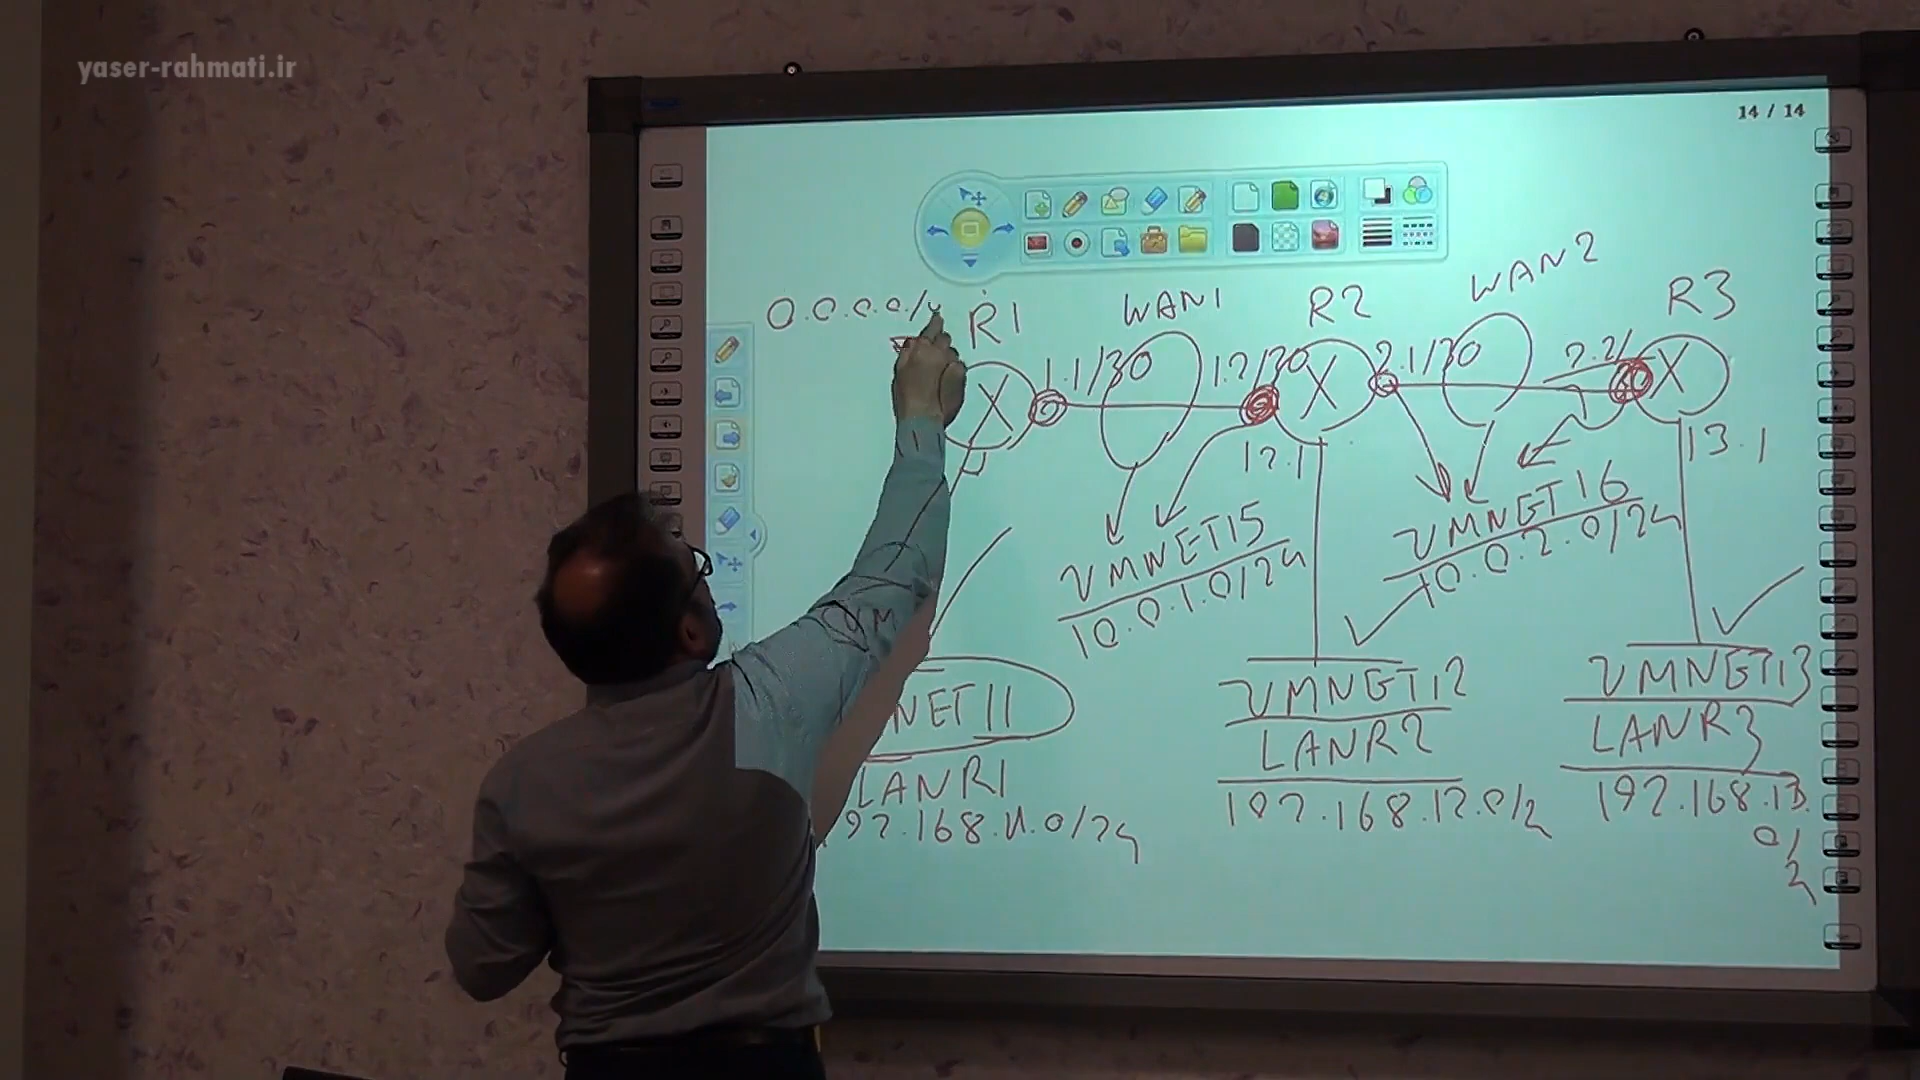 yaser-rahmati.ir
14 / 14
0.0.0.0/
R1
WAN1
R2
WAN2
R3
1.1/30
1.2/30
2.1/30
2.2/
12.1
13.1
VMNET15
10.0.1.0/24
VMNET16
10.0.2.0/24
NET11
LANR1
92.168.11.0/24
VMNET12
LANR2
192.168.12.0/2
VMNET13
LANR3
192.168.13.
0/
2